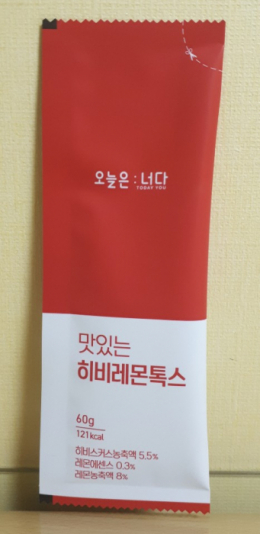 오늘은 : 너다
TODAY YOU
맛있는
히비레몬톡스
60g
121kcal
히비스커스농축액 5.5%
레몬에센스 0.3%
레몬농축액 8%